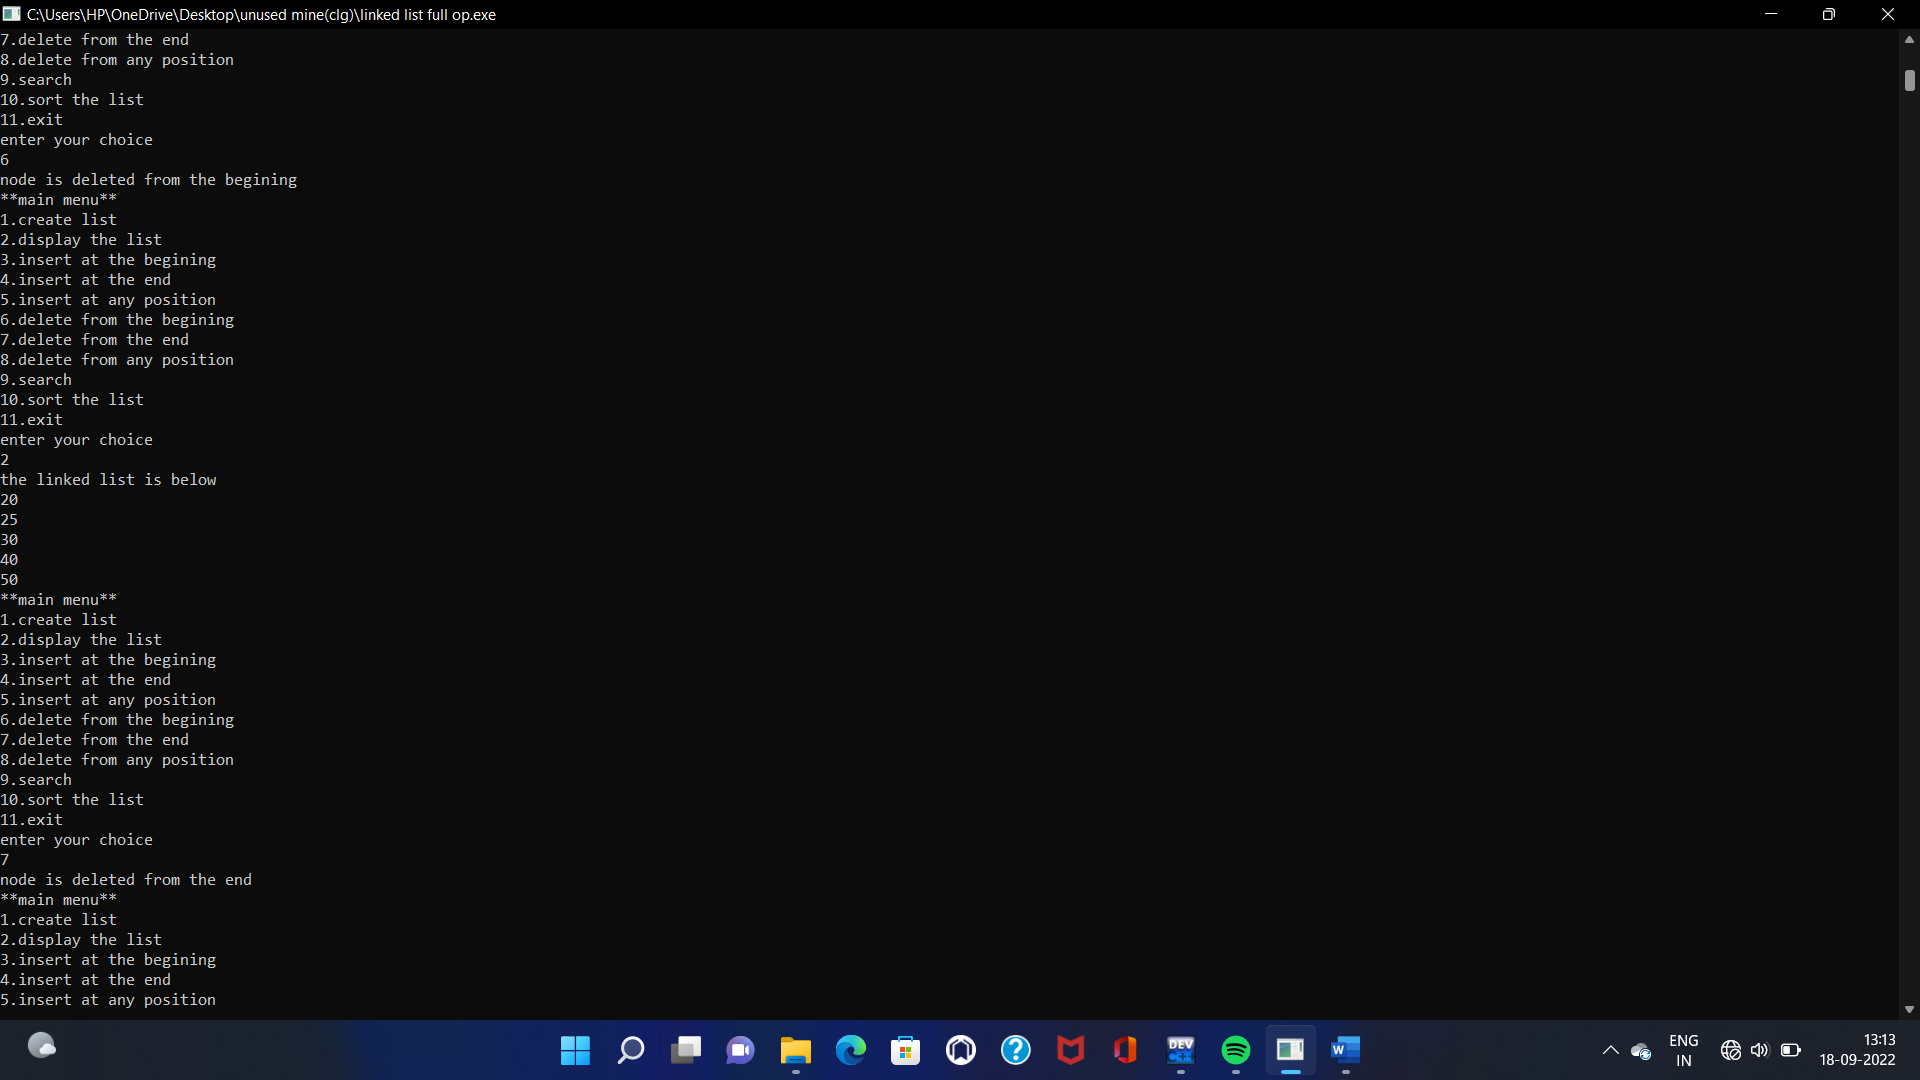 C:\Users\HP\OneDrive\Desktop\unused mine(clg)\linked list full op.exe
7.delete from the end
8.delete from any position
9.search
10.sort the list
11.exit
enter your choice
6
node is deleted from the begining
**main menu**
1.create list
2.display the list
3.insert at the begining
4.insert at the end
5.insert at any position
6.delete from the begining
7.delete from the end
8.delete from any position
9.search
10.sort the list
11.exit
enter your choice
2
the linked list is below
20
25
30
40
50
**main menu**
1.create list
2.display the list
3.insert at the begining
4.insert at the end
5.insert at any position
6.delete from the begining
7.delete from the end
8.delete from any position
9.search
10.sort the list
11.exit
enter your choice
7
node is deleted from the end
**main menu**
1.create list
2.display the list
3.insert at the begining
4.insert at the end
5.insert at any position
DEV
C++
W
ENG
IN
13:13
18-09-2022